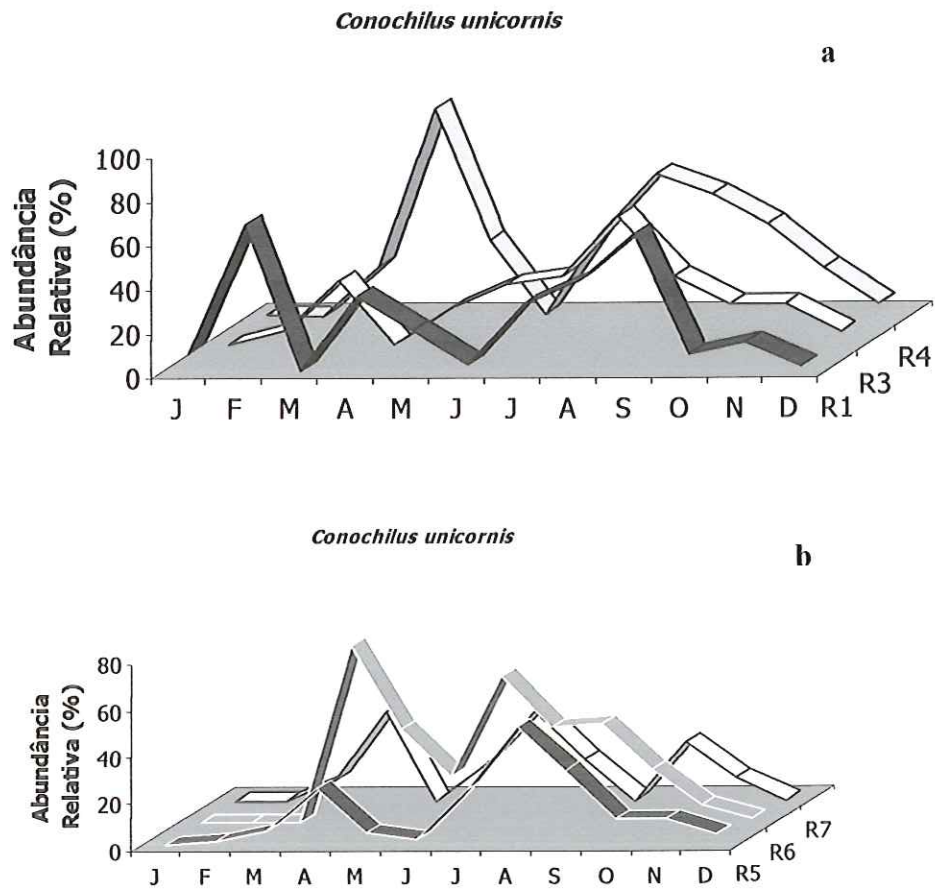 Conochilus unicornis
a
Abundância
Relativa (%)
100
80
60
40
20
0
J F M A M J J A S O N D
R1
R3
R4
Conochilus unicornis
b
Abundância
Relativa (%)
80
60
40
20
0
J F M A M J J A S O N D
R5
R6
R7